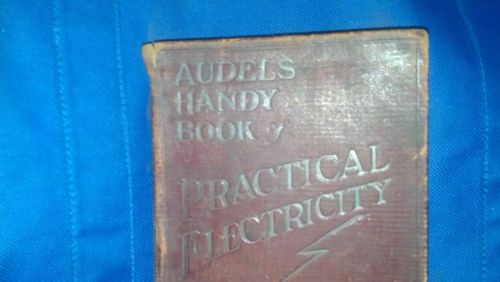 AUDELS
HANDY
BOOK of
PRACTICAL
ELECTRICITY